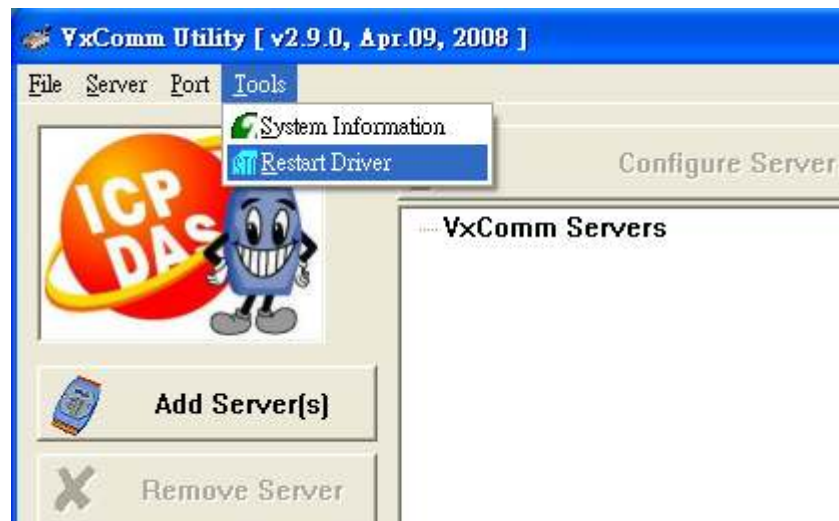 VxComm Utility [ v2.9.0, Apr.09, 2008 ]
File Server Port Tools
System Information
Restart Driver
Configure Server
ICP
DAS
VxComm Servers
Add Server(s)
Remove Server